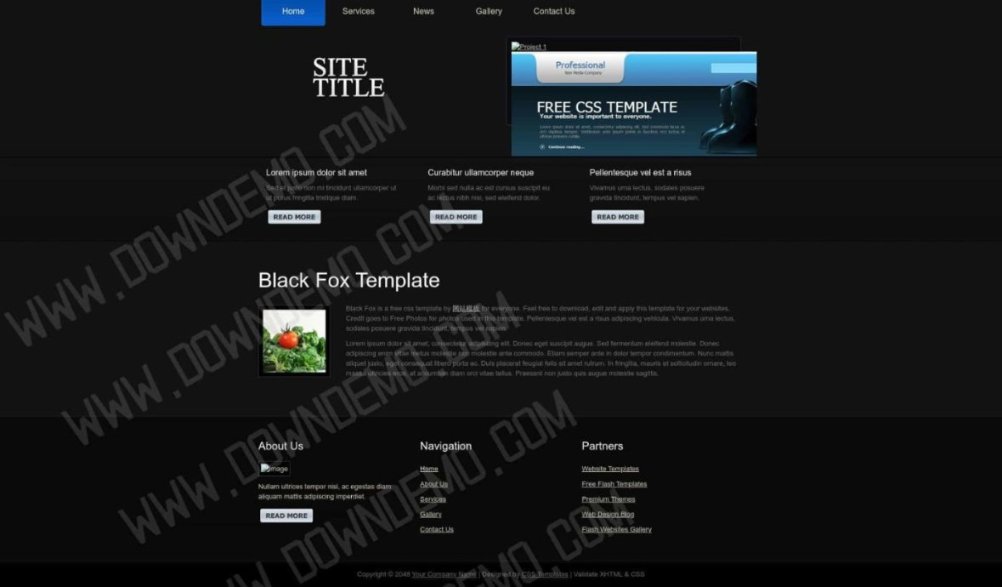 Home Services News Gallery Contact Us
SITE
TITLE
Project 1
Professional
FREE CSS TEMPLATE
Your website is important to everyone.
Continue reading...
Lorem ipsum dolor sit amet
Sed et justo non mi tincidunt ullamcorper ut
ut purus fringilla tristique diam.
READ MORE
Curabitur ullamcorper neque
Morbi sed nulla ac est cursus suscipit eu
ac lectus nibh nisi, sed eleifend dolor.
READ MORE
Pellentesque vel est a risus
Vivamus urna lectus, sodales posuere
gravida tincidunt, tempus vel sapien.
READ MORE
Black Fox Template
Black Fox is a free css template by 网站模板 for everyone. Feel free to download, edit and apply this template for your websites.
Credit goes to Free Photos for photos used in this template. Pellentesque vel est a risus adipiscing vehicula. Vivamus urna lectus,
sodales posuere gravida tincidunt, tempus vel sapien.
Lorem ipsum dolor sit amet, consectetur adipiscing elit. Donec eget suscipit augue. Sed fermentum eleifend molestie. Donec
adipiscing enim vitae metus molestie non molestie ante commodo. Etiam semper ante in dolor tempor condimentum. Nunc mattis
aliquet justo, eget consequat libero porta ac. Duis placerat feugiat felis sit amet rutrum. In fringilla, mauris et sollicitudin ornare, leo
massa ultricies erat, at accumsan diam orci vitae tellus. Praesent non justo quis augue molestie sagittis.
About Us
Image
Nullam ultrices tempor nisi, ac egestas diam
aliquam mattis adipiscing imperdiet.
READ MORE
Navigation
Home
About Us
Services
Gallery
Contact Us
Partners
Website Templates
Free Flash Templates
Premium Themes
Web Design Blog
Flash Websites Gallery
Copyright © 2048 Your Company Name | Designed by CSS Templates | Validate XHTML & CSS
WWW.DOWNDEMO.COM
WWW.DOWNDEMO.COM
WWW.DOWNDEMO.COM
WWW.DOWNDEMO.COM